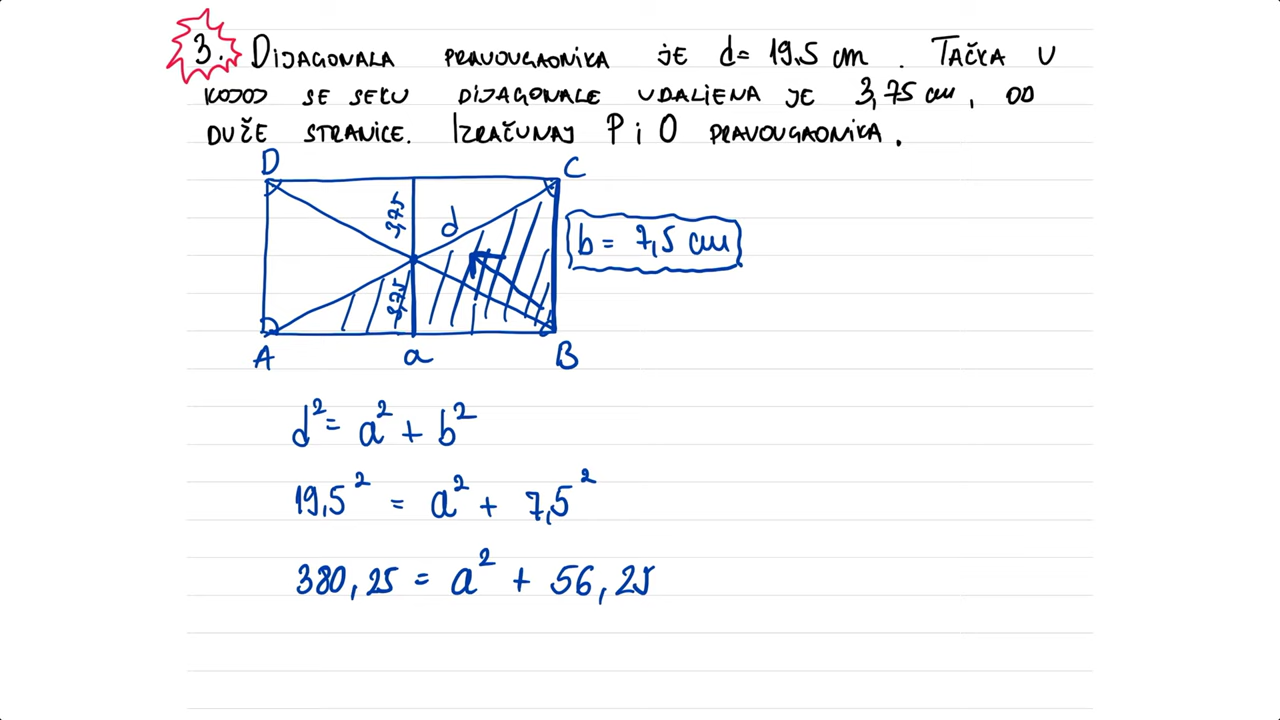 3. DIJAGONALA PRAVOUGAONIKA JE d = 19,5 cm. TAČKA U
KOJOJ SE SEKU DIJAGONALE UDALJENA JE 3,75 cm, OD
DUŽE STRANICE. IZRAČUNAJ P i O PRAVOUGAONIKA.
D C
3,75 d
b = 7,5 cm
3,75
A a B
d² = a² + b²
19,5² = a² + 7,5²
380,25 = a² + 56,25